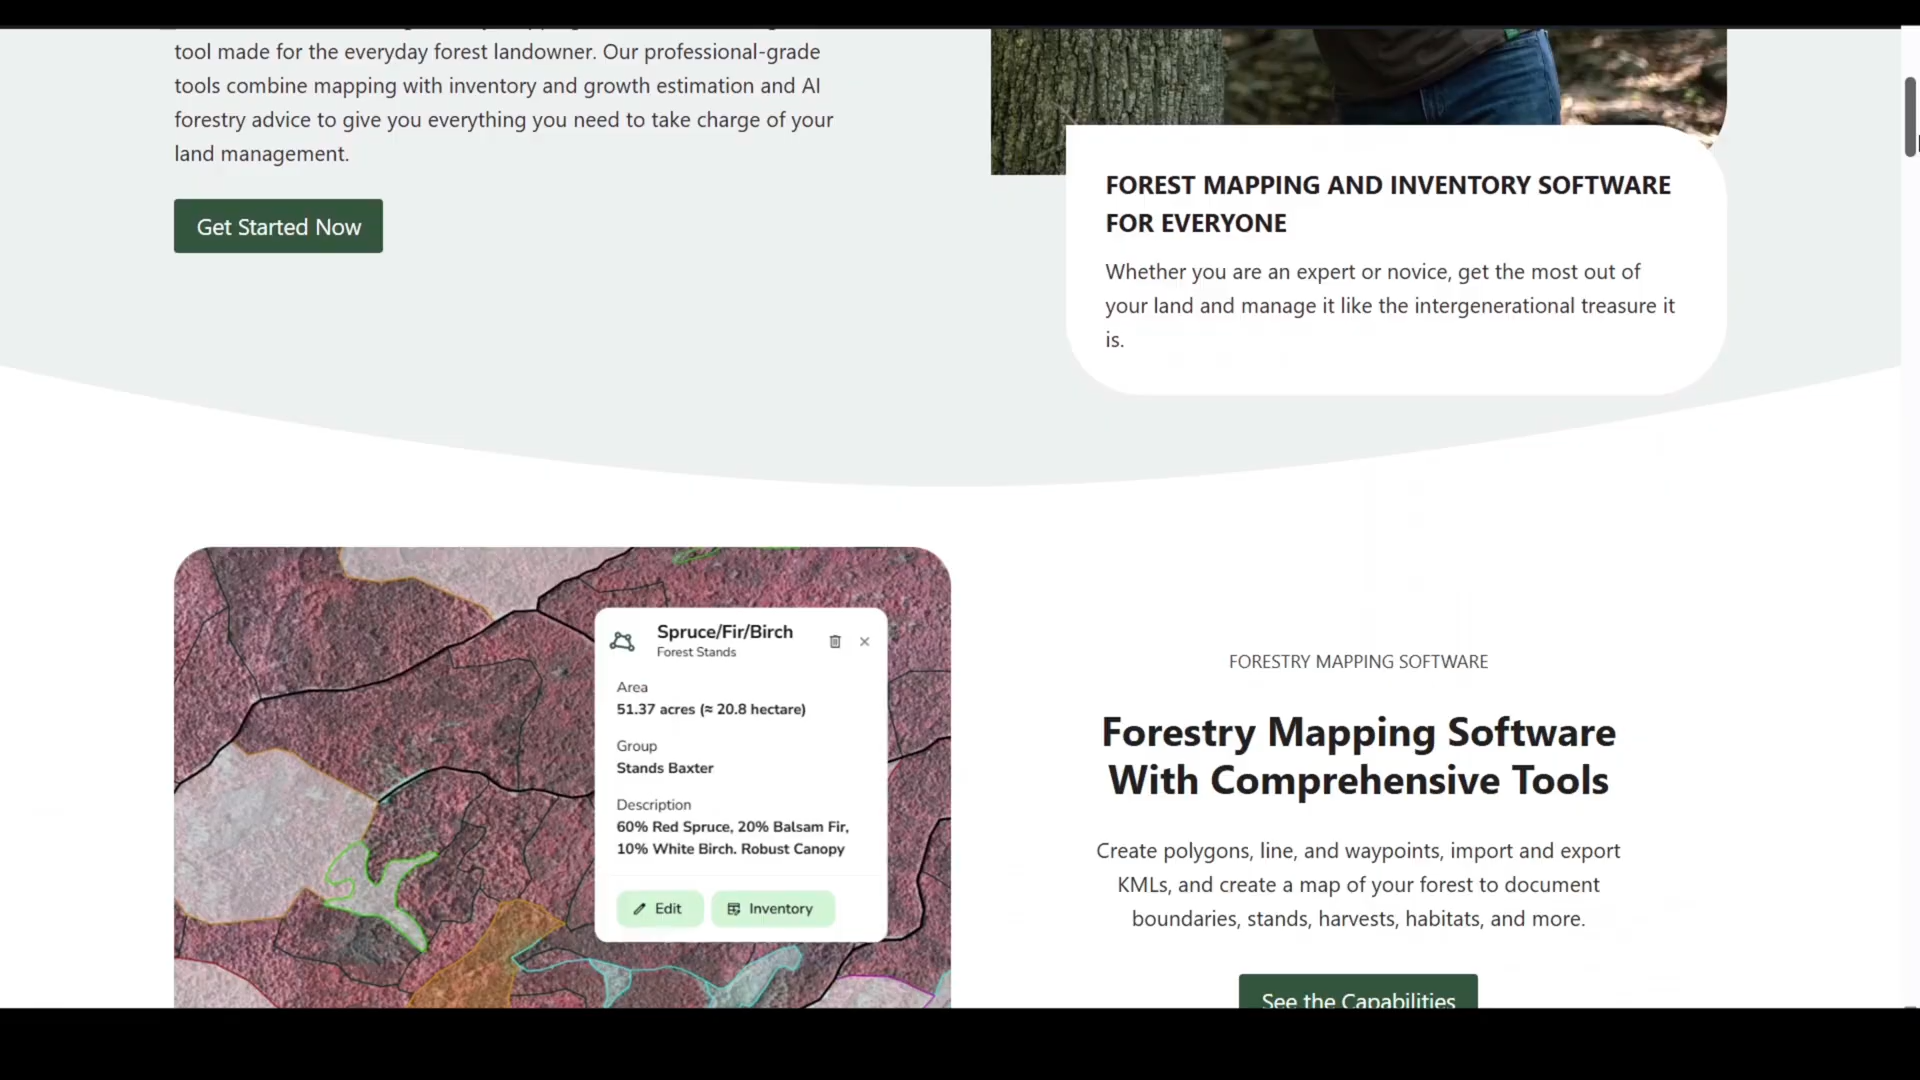 tool made for the everyday forest landowner. Our professional-grade
tools combine mapping with inventory and growth estimation and AI
forestry advice to give you everything you need to take charge of your
land management.
Get Started Now
FOREST MAPPING AND INVENTORY SOFTWARE
FOR EVERYONE
Whether you are an expert or novice, get the most out of
your land and manage it like the intergenerational treasure it
is.
Spruce/Fir/Birch
Forest Stands
Area
51.37 acres (≈ 20.8 hectare)
Group
Stands Baxter
Description
60% Red Spruce, 20% Balsam Fir,
10% White Birch. Robust Canopy
Edit
Inventory
FORESTRY MAPPING SOFTWARE
Forestry Mapping Software
With Comprehensive Tools
Create polygons, line, and waypoints, import and export
KMLs, and create a map of your forest to document
boundaries, stands, harvests, habitats, and more.
See the Capabilities